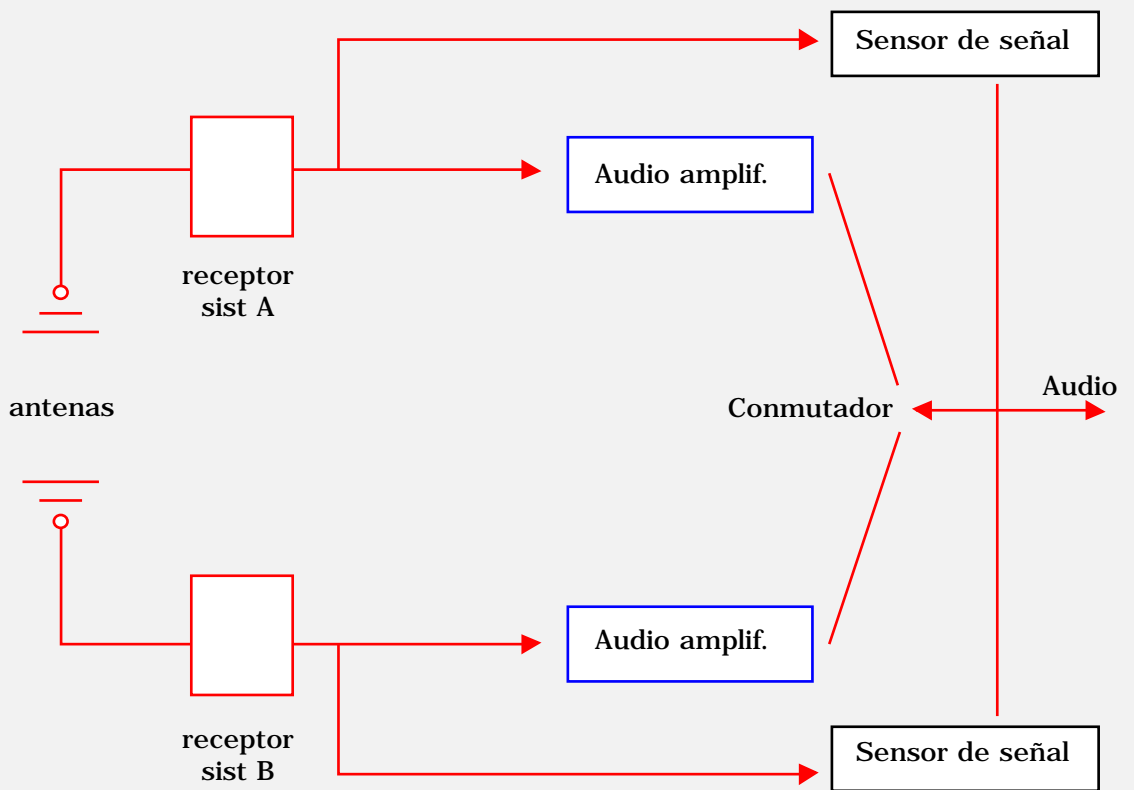 Sensor de señal
Audio amplif.
receptor
sist A
antenas
Conmutador
Audio
Audio amplif.
receptor
sist B
Sensor de señal